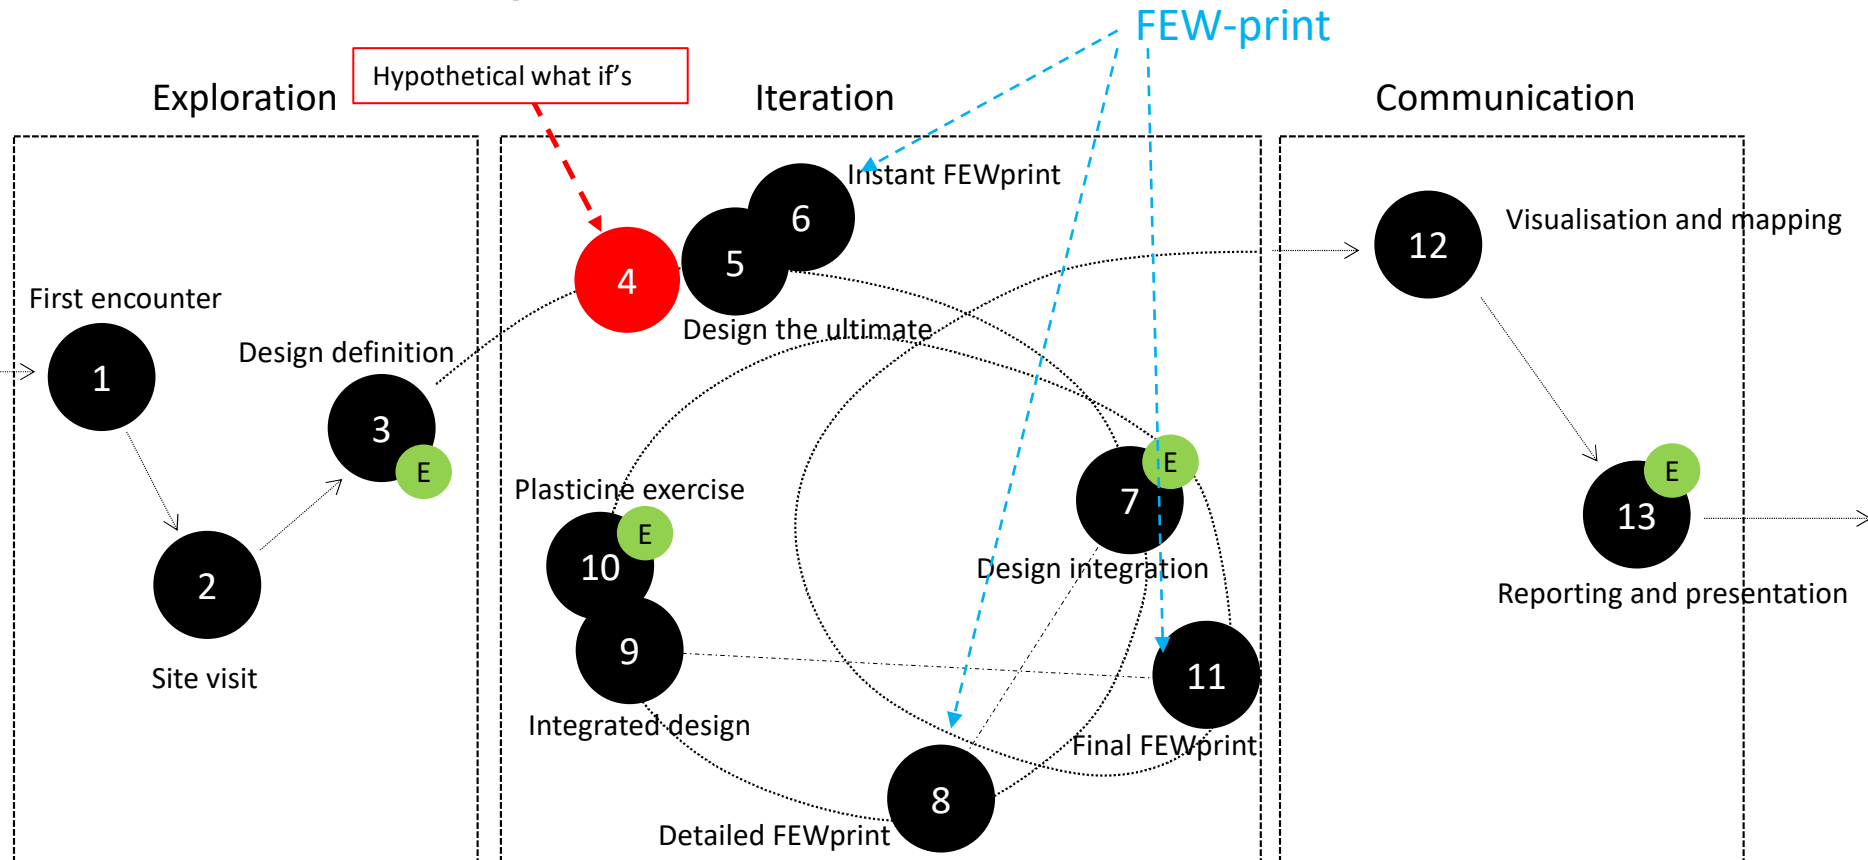 FEW-print
Hypothetical what if's
Exploration
Iteration
Communication
Instant FEWprint
6
5
4
Design the ultimate
First encounter
1
Design definition
3
E
2
Site visit
Plasticine exercise
E
10
9
Integrated design
E
7
Design integration
11
Final FEWprint
8
Detailed FEWprint
12
Visualisation and mapping
E
13
Reporting and presentation